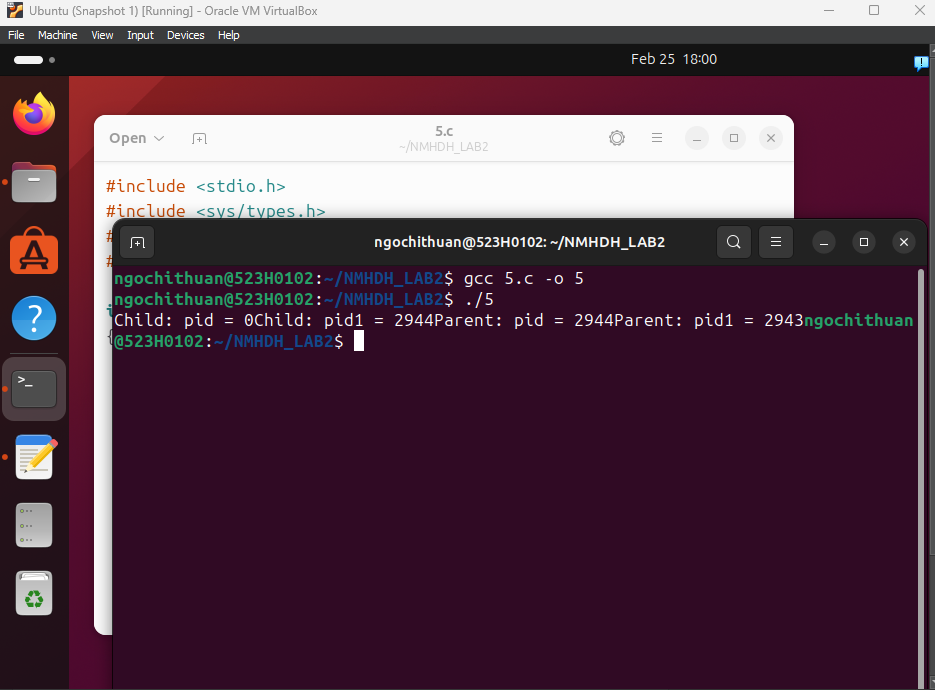 Ubuntu (Snapshot 1) [Running] - Oracle VM VirtualBox
File Machine View Input Devices Help
Feb 25 18:00
Open
5.c
~/NMHDH_LAB2
#include <stdio.h>
#include <sys/types.h>
#
#
ngochithuan@523H0102: ~/NMHDH_LAB2
ngochithuan@523H0102:~/NMHDH_LAB2$ gcc 5.c -o 5
ngochithuan@523H0102:~/NMHDH_LAB2$ ./5
Child: pid = 0Child: pid1 = 2944Parent: pid = 2944Parent: pid1 = 2943ngochithuan
@523H0102:~/NMHDH_LAB2$